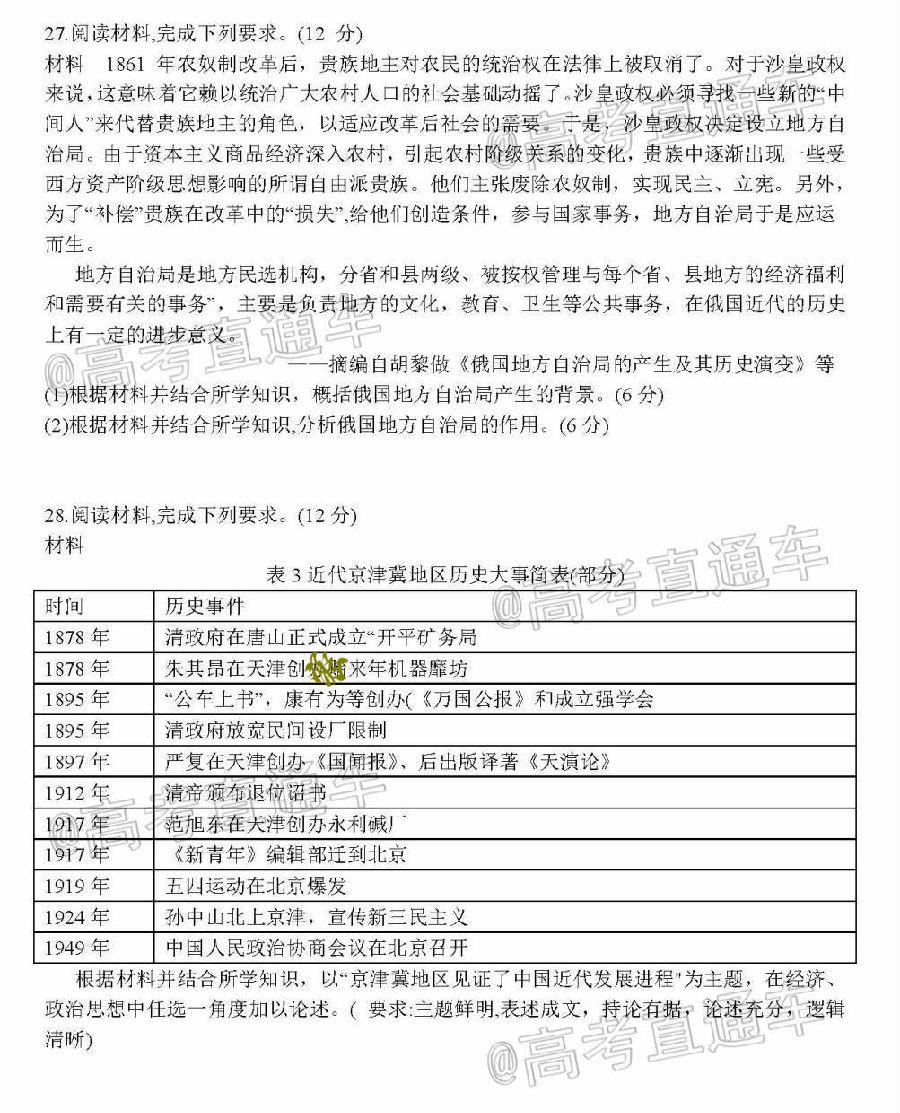 27.阅读材料,完成下列要求。(12 分)
材料 1861 年农奴制改革后，贵族地主对农民的统治权在法律上被取消了。对于沙皇政权
来说，这意味着它赖以统治广大农村人口的社会基础动摇了。沙皇政权必须寻找一些新的“中
间人”来代替贵族地主的角色，以适应改革后社会的需要。于是，沙皇政权决定设立地方自
治局。由于资本主义商品经济深入农村，引起农村阶级关系的变化，贵族中逐渐出现一些受
西方资产阶级思想影响的所谓自由派贵族。他们主张废除农奴制，实现民主、立宪。另外，
为了“补偿”贵族在改革中的“损失”,给他们创造条件，参与国家事务，地方自治局于是应运
而生。
地方自治局是地方民选机构，分省和县两级、被按权管理与每个省、县地方的经济福利
和需要有关的事务”，主要是负责地方的文化，教育、卫生等公共事务，在俄国近代的历史
上有一定的进步意义。
——摘编自胡黎做《俄国地方自治局的产生及其历史演变》等
(1)根据材料并结合所学知识，概括俄国地方自治局产生的背景。(6 分)
(2)根据材料并结合所学知识,分析俄国地方自治局的作用。(6 分)
28.阅读材料,完成下列要求。(12 分)
材料
表 3 近代京津冀地区历史大事简表(部分)
时间 历史事件
1878 年 清政府在唐山正式成立“开平矿务局
1878 年 朱其昂在天津创 来年机器靡坊
1895 年 “公车上书”，康有为等创办(《万国公报》和成立强学会
1895 年 清政府放宽民间设厂限制
1897 年 严复在天津创办《国闻报》、后出版译著《天演论》
1912 年 清帝颁布退位诏书
1917 年 范旭东在天津创办永利碱厂
1917 年 《新青年》编辑部迁到北京
1919 年 五四运动在北京爆发
1924 年 孙中山北上京津，宣传新三民主义
1949 年 中国人民政治协商会议在北京召开
根据材料并结合所学知识，以“京津冀地区见证了中国近代发展进程"为主题，在经济、
政治思想中任选一角度加以论述。( 要求:主题鲜明,表述成文，持论有据，论述充分，逻辑
清晰)
@高考直通车
@高考直通车
@高考直通车
@高考直通车
@高考直通车